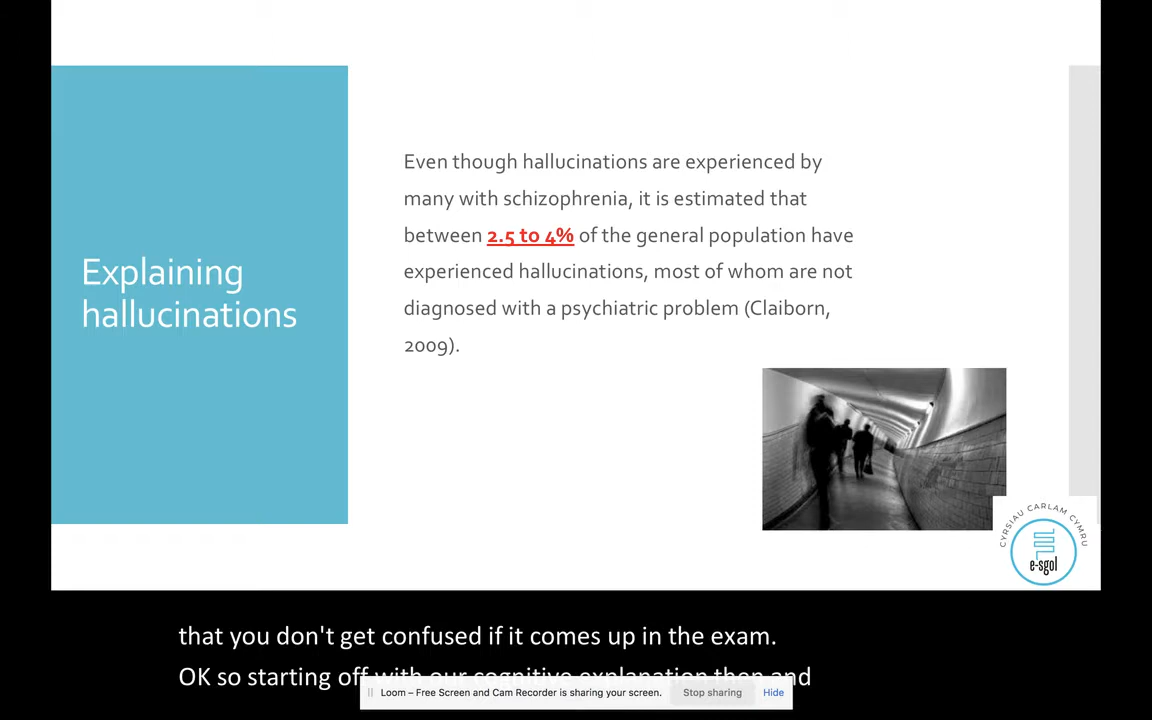 Explaining
hallucinations
Even though hallucinations are experienced by
many with schizophrenia, it is estimated that
between 2.5 to 4% of the general population have
experienced hallucinations, most of whom are not
diagnosed with a psychiatric problem (Claiborn,
2009).
CYRSIAU CARLAM CYMRU
e-sgol
that you don't get confused if it comes up in the exam.
OK so starting off with our cognitive explanation then and
Loom – Free Screen and Cam Recorder is sharing your screen.
Stop sharing
Hide